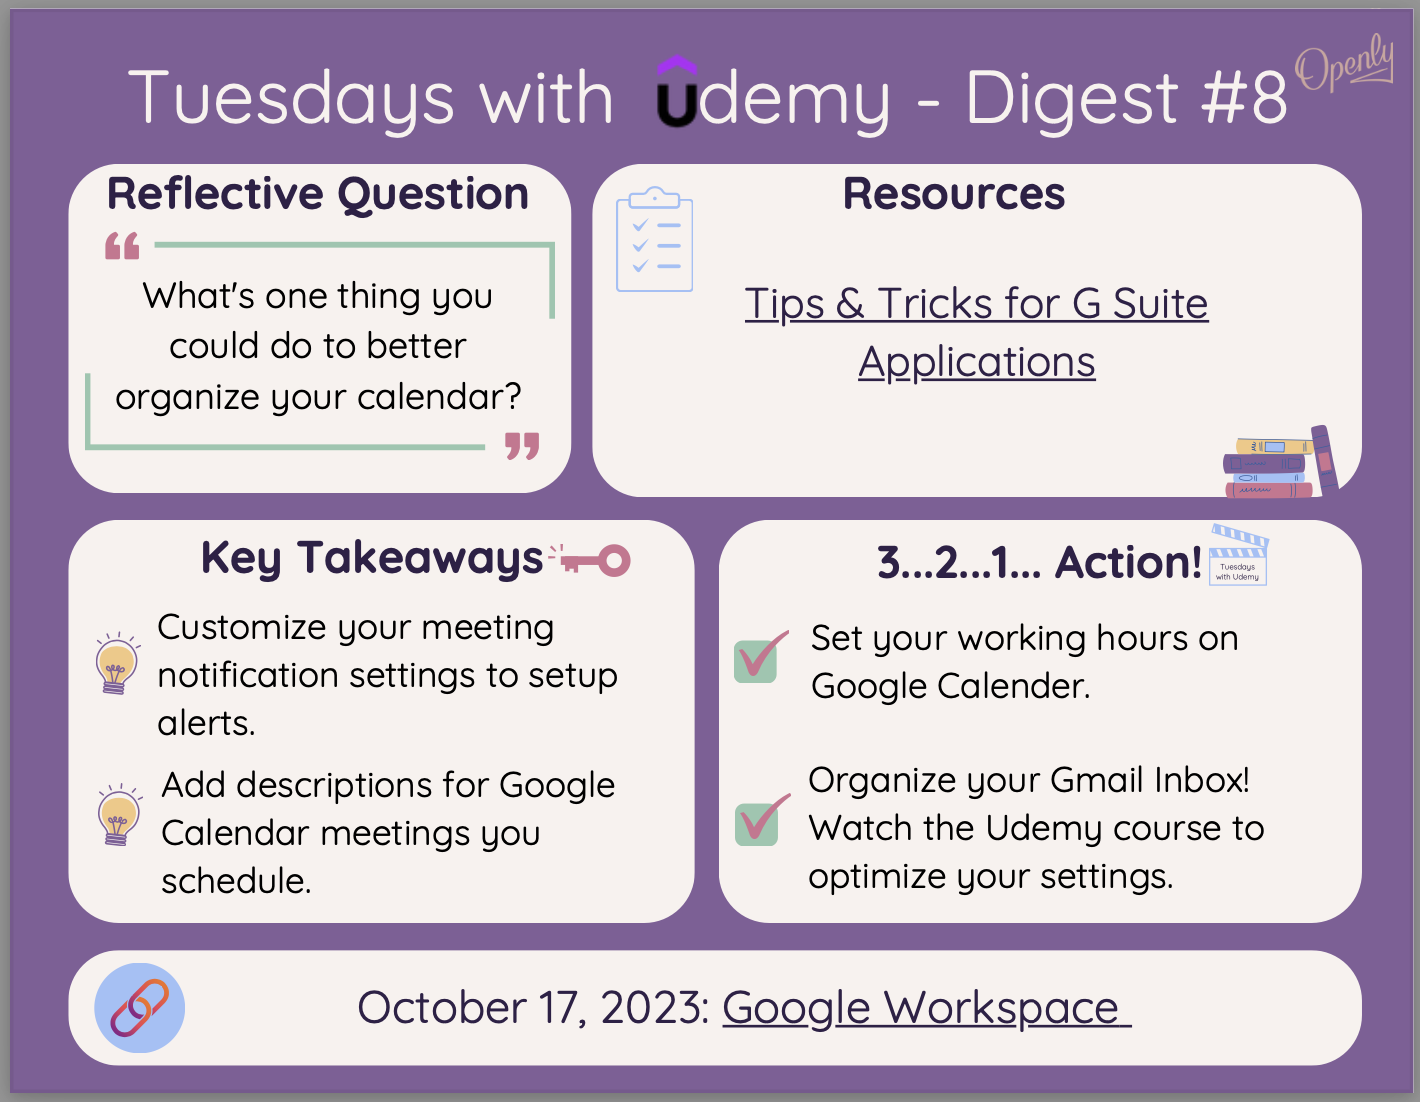 Tuesdays with Udemy - Digest #8
Openly
Reflective Question
“
What's one thing you
could do to better
organize your calendar?
”
Resources
Tips & Tricks for G Suite
Applications
Key Takeaways
Customize your meeting
notification settings to setup
alerts.
Add descriptions for Google
Calendar meetings you
schedule.
3...2...1... Action!
Tuesdays
with Udemy
Set your working hours on
Google Calender.
Organize your Gmail Inbox!
Watch the Udemy course to
optimize your settings.
October 17, 2023: Google Workspace